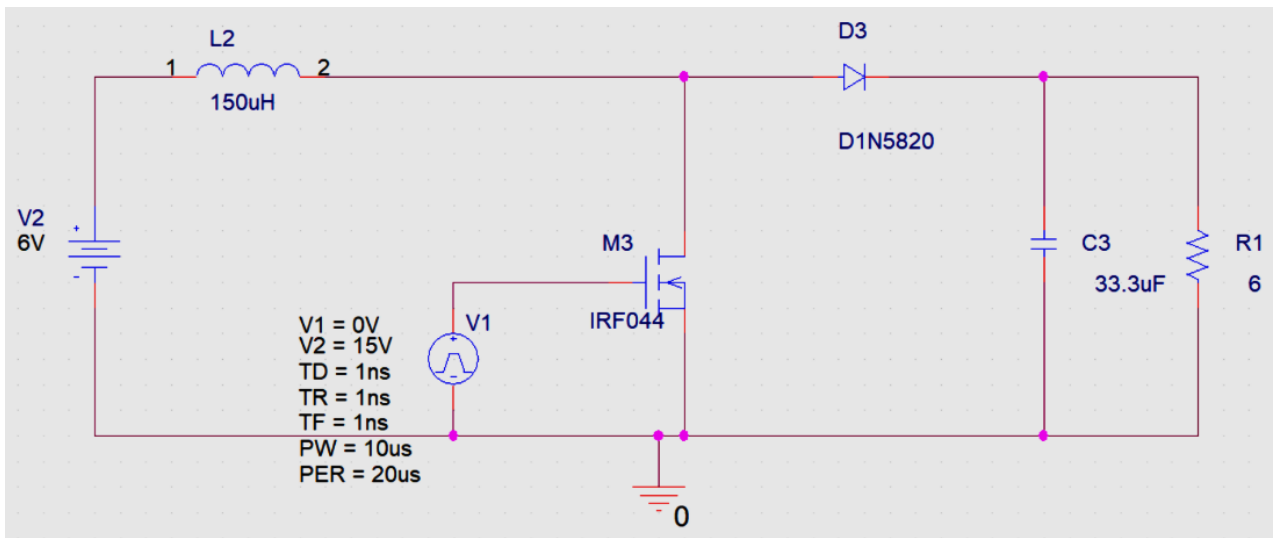 L2
1
2
150uH
D3
D1N5820
V2
+
6V
-
M3
IRF044
V1
+
-
V1 = 0V
V2 = 15V
TD = 1ns
TR = 1ns
TF = 1ns
PW = 10us
PER = 20us
C3
33.3uF
R1
6
0